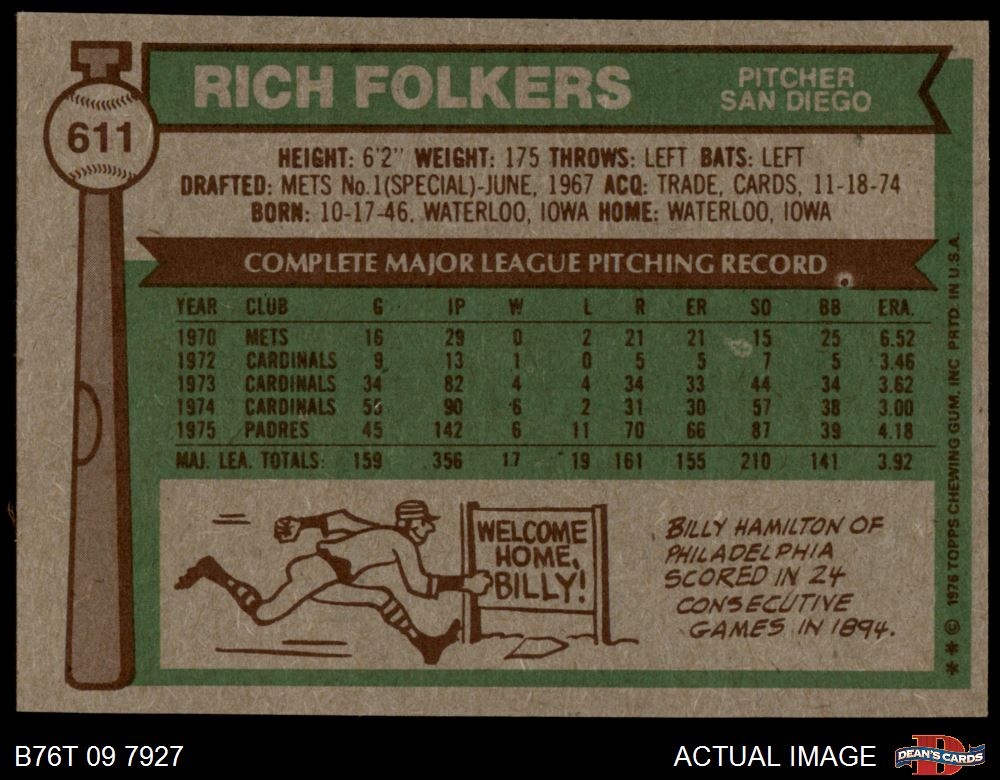 611
RICH FOLKERS
PITCHER
SAN DIEGO
HEIGHT: 6'2" WEIGHT: 175 THROWS: LEFT BATS: LEFT
DRAFTED: METS No.1(SPECIAL)-JUNE, 1967 ACQ: TRADE, CARDS, 11-18-74
BORN: 10-17-46. WATERLOO, IOWA HOME: WATERLOO, IOWA
COMPLETE MAJOR LEAGUE PITCHING RECORD
YEAR CLUB G IP W L R ER SO BB ERA.
1970 METS 16 29 0 2 21 21 15 25 6.52
1972 CARDINALS 9 13 1 0 5 5 7 5 3.46
1973 CARDINALS 34 82 4 4 34 33 44 34 3.62
1974 CARDINALS 55 90 6 2 31 30 57 38 3.00
1975 PADRES 45 142 6 11 70 66 87 39 4.18
MAJ. LEA. TOTALS: 159 356 17 19 161 155 210 141 3.92
WELCOME
HOME,
BILLY!
BILLY HAMILTON OF
PHILADELPHIA
SCORED IN 24
CONSECUTIVE
GAMES IN 1894.
** © 1976 TOPPS CHEWING GUM, INC PRTD. IN U.S.A.
B76T 09 7927
ACTUAL IMAGE
D
DEAN'S CARDS